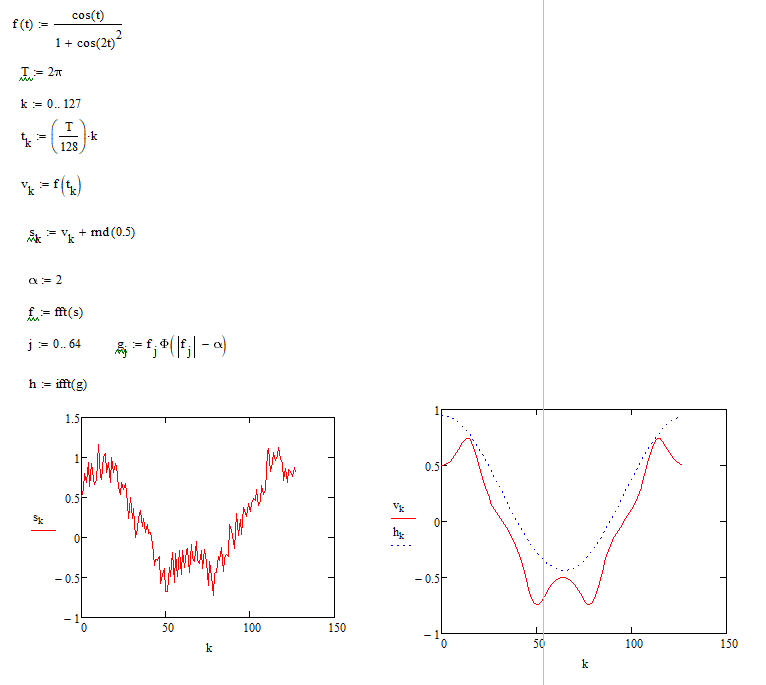 f(t) := cos(t) / 1 + cos(2t)^2
T := 2π
k := 0.. 127
t_k := (T / 128)·k
v_k := f(t_k)
s_k := v_k + rnd(0.5)
α := 2
f := fft(s)
j := 0.. 64 g_j := f_j Φ(|f_j| − α)
h := ifft(g)
1.5
1
0.5
0
−0.5
−1
s_k
0 50 100 150
k
1
0.5
0
−0.5
−1
v_k
h_k
0 50 100 150
k